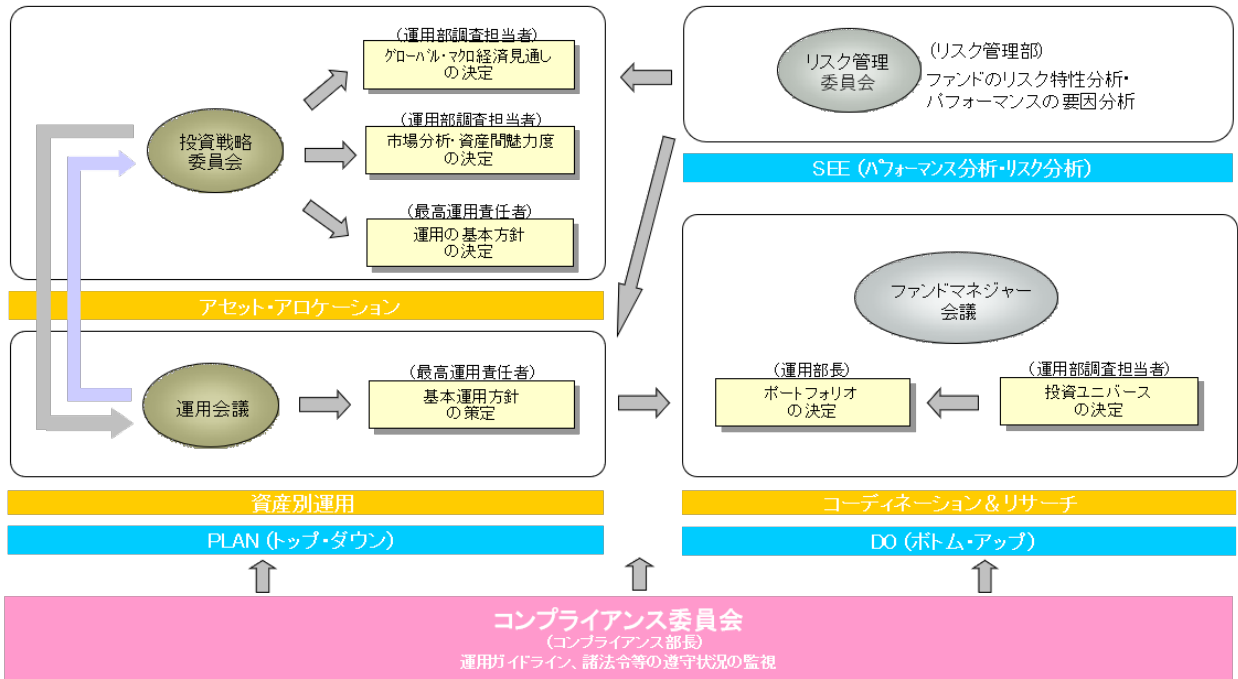 (運用部調査担当者)
グローバル・マクロ経済見通し
の決定
投資戦略
委員会
(運用部調査担当者)
市場分析・資産間魅力度
の決定
(最高運用責任者)
運用の基本方針
の決定
アセット・アロケーション
リスク管理
委員会
(リスク管理部)
ファンドのリスク特性分析・
パフォーマンスの要因分析
SEE (パフォーマンス分析・リスク分析)
運用会議
(最高運用責任者)
基本運用方針
の策定
資産別運用
PLAN (トップ・ダウン)
ファンドマネジャー
会議
(運用部長)
ポートフォリオ
の決定
(運用部調査担当者)
投資ユニバース
の決定
コーディネーション＆リサーチ
DO (ボトム・アップ)
コンプライアンス委員会
(コンプライアンス部長)
運用ガイドライン、諸法令等の遵守状況の監視